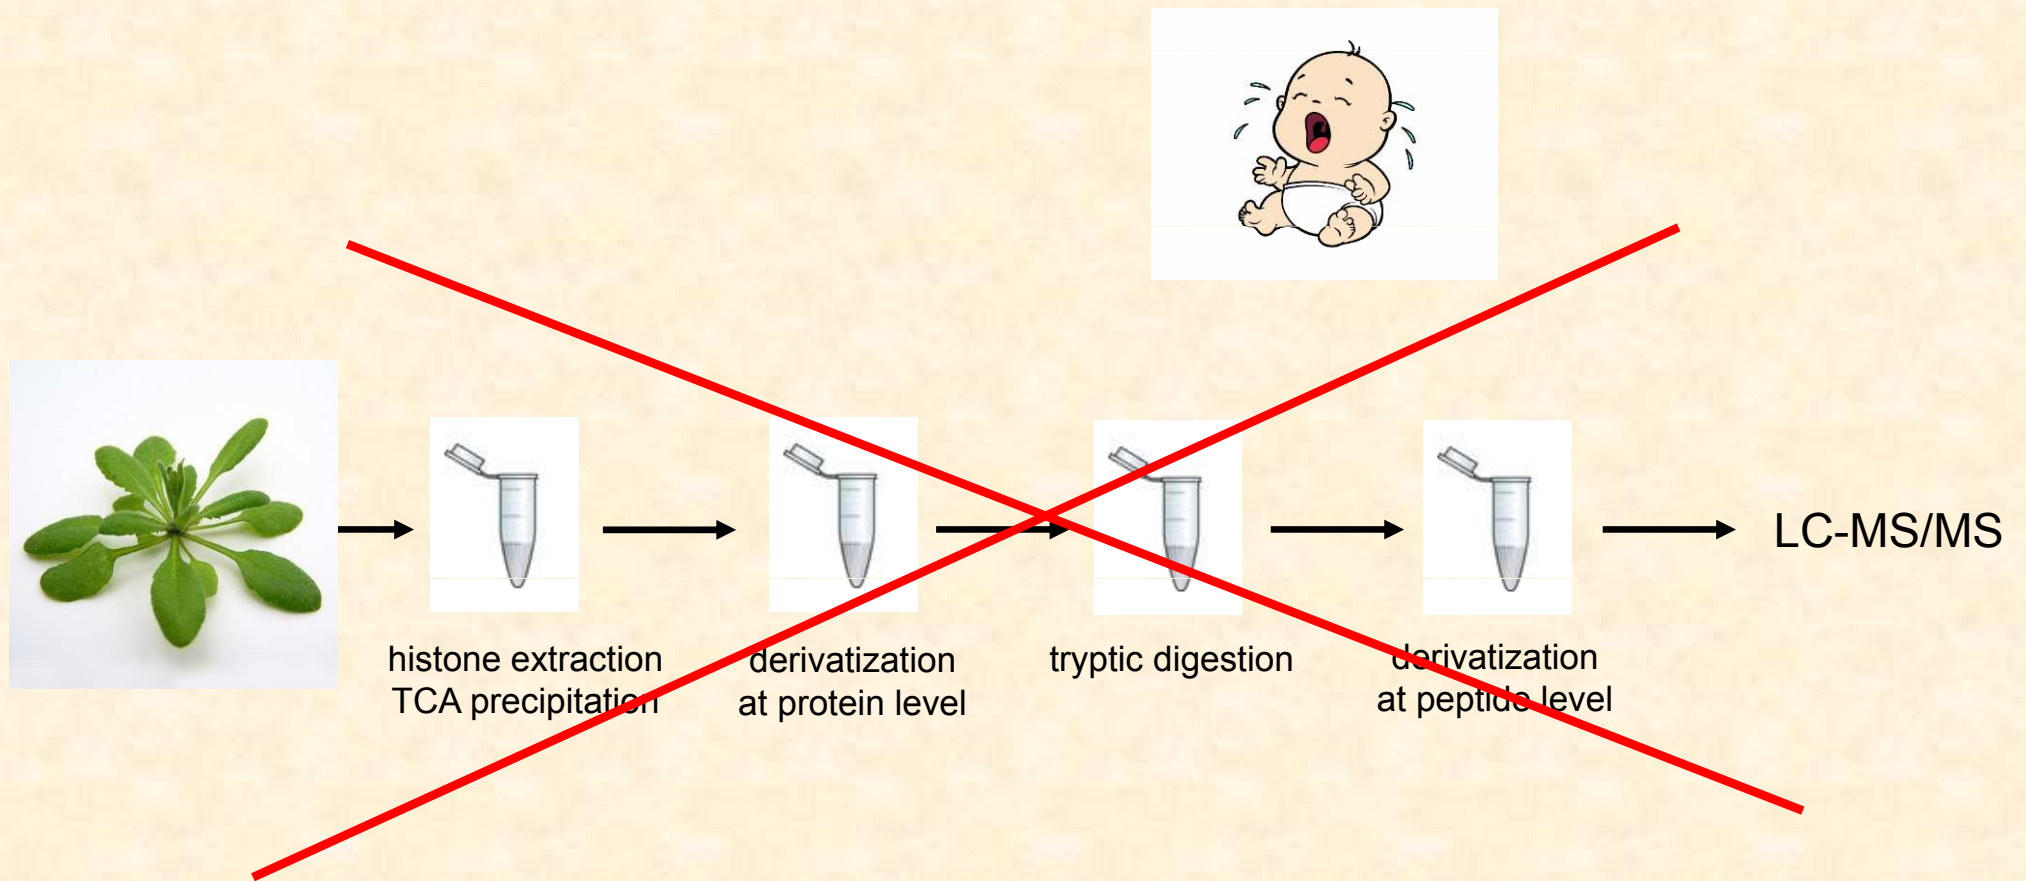 histone extraction
TCA precipitation
derivatization
at protein level
tryptic digestion
derivatization
at peptide level
LC-MS/MS